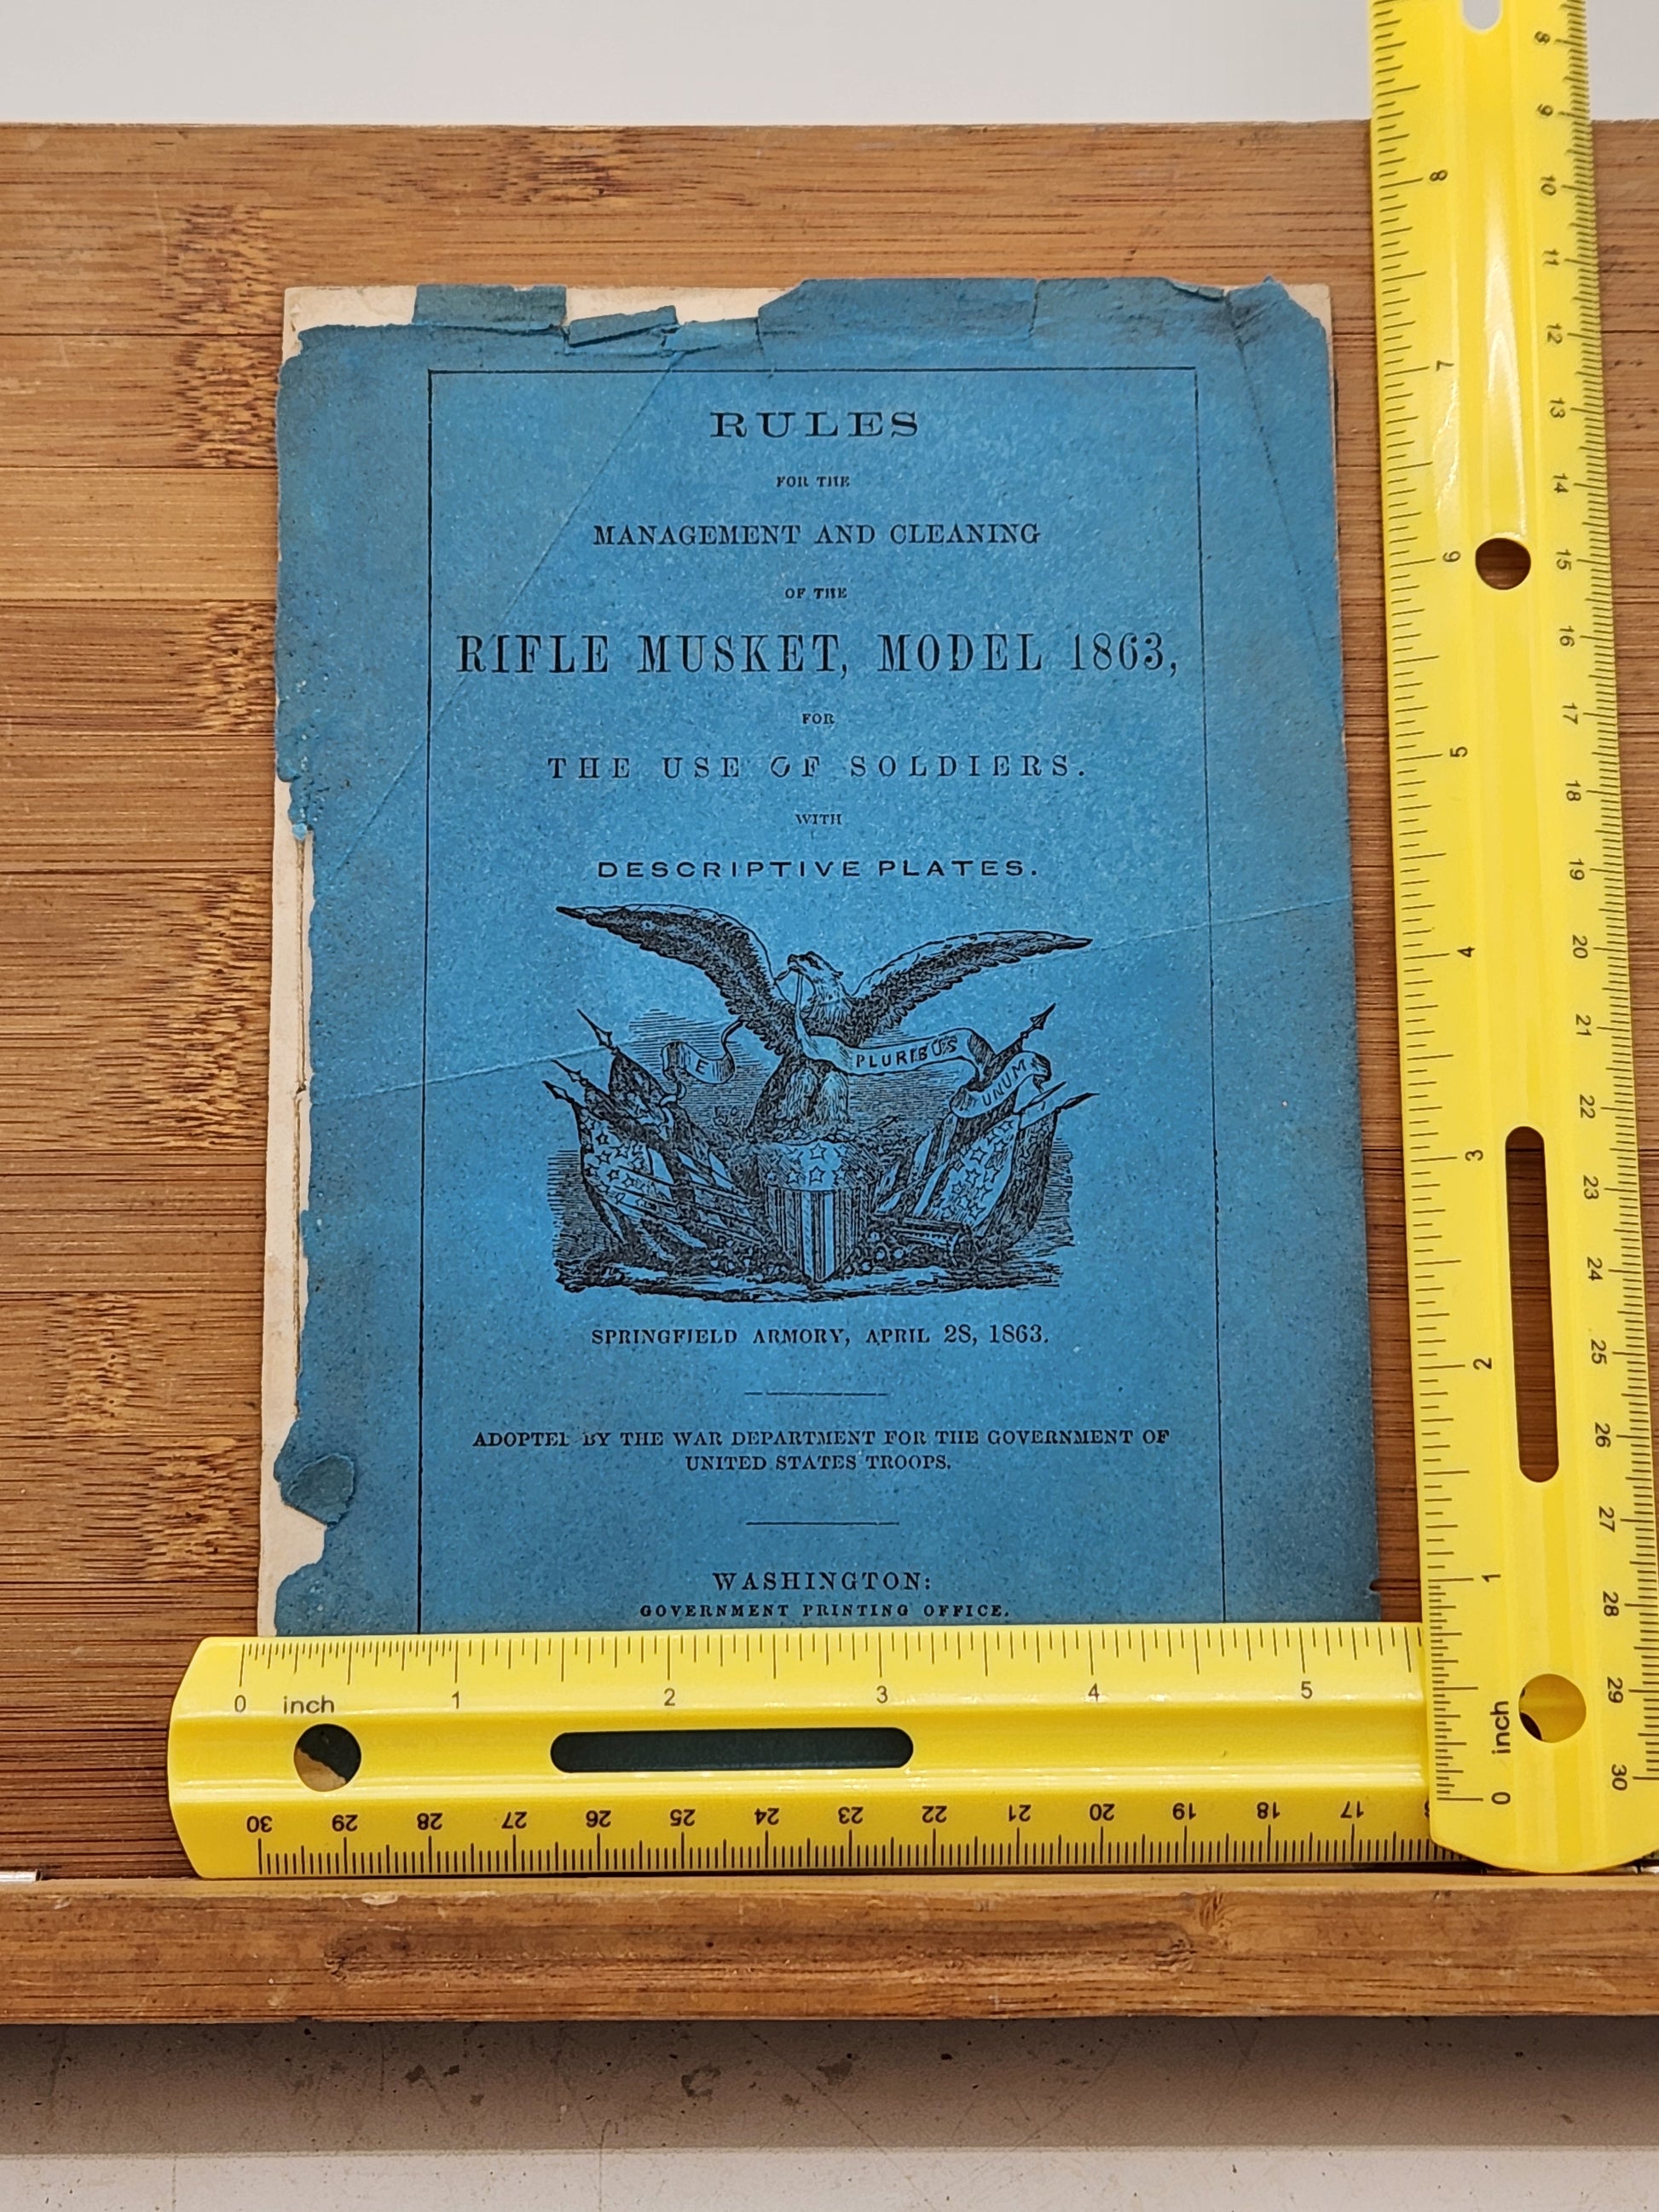 RULES
FOR THE
MANAGEMENT AND CLEANING
OF THE
RIFLE MUSKET, MODEL 1863,
FOR
THE USE OF SOLDIERS.
WITH
DESCRIPTIVE PLATES.
E PLURIBUS UNUM
SPRINGFIELD ARMORY, APRIL 28, 1863.
ADOPTED BY THE WAR DEPARTMENT FOR THE GOVERNMENT OF
UNITED STATES TROOPS.
WASHINGTON:
GOVERNMENT PRINTING OFFICE.
0 inch 1 2 3 4 5
30 29 28 27 26 25 24 23 22 21 20 19 18 17
0 inch 1 2 3 4 5 6 7 8
8 9 10 11 12 13 14 15 16 17 18 19 20 21 22 23 24 25 26 27 28 29 30